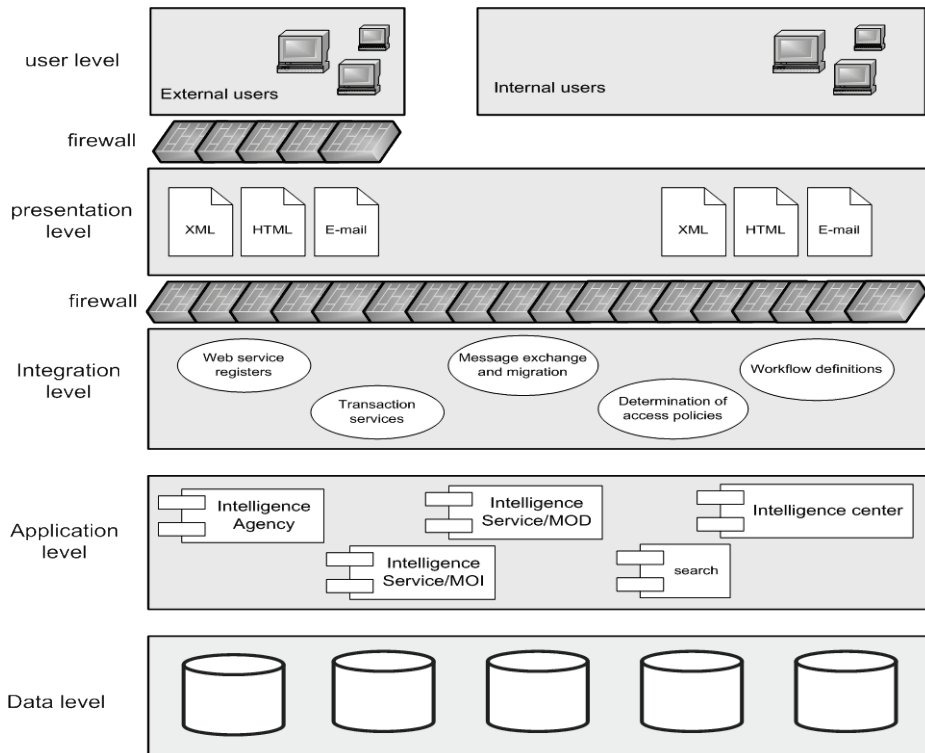 user level
External users
Internal users
firewall
presentation
level
XML
HTML
E-mail
XML
HTML
E-mail
firewall
Integration
level
Web service
registers
Transaction
services
Message exchange
and migration
Determination of
access policies
Workflow definitions
Application
level
Intelligence
Agency
Intelligence
Service/MOI
Intelligence
Service/MOD
search
Intelligence center
Data level